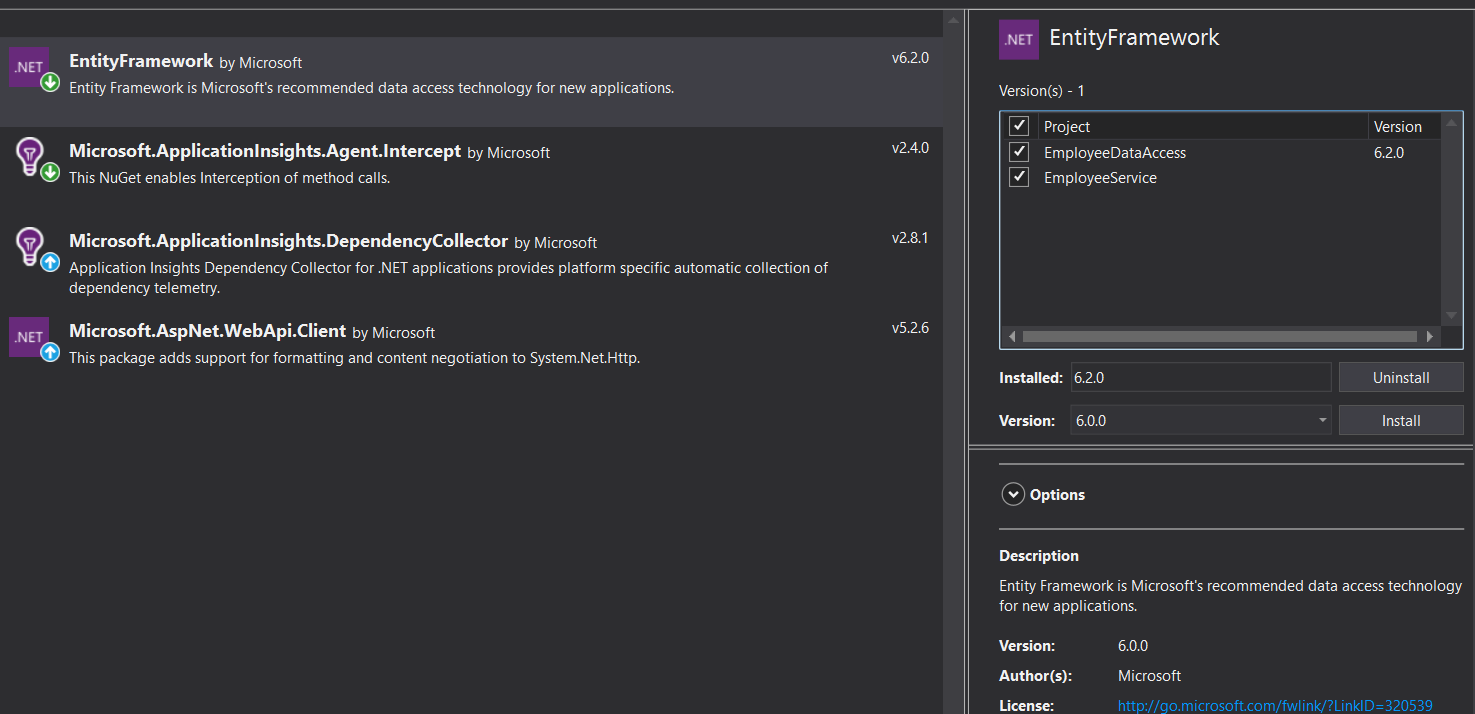 .NET
EntityFramework by Microsoft
v6.2.0
Entity Framework is Microsoft's recommended data access technology for new applications.
Microsoft.ApplicationInsights.Agent.Intercept by Microsoft
v2.4.0
This NuGet enables Interception of method calls.
Microsoft.ApplicationInsights.DependencyCollector by Microsoft
v2.8.1
Application Insights Dependency Collector for .NET applications provides platform specific automatic collection of
dependency telemetry.
.NET
Microsoft.AspNet.WebApi.Client by Microsoft
v5.2.6
This package adds support for formatting and content negotiation to System.Net.Http.
.NET
EntityFramework
Version(s) - 1
Project Version
EmployeeDataAccess 6.2.0
EmployeeService
Installed: 6.2.0 Uninstall
Version: 6.0.0 Install
Options
Description
Entity Framework is Microsoft's recommended data access technology
for new applications.
Version: 6.0.0
Author(s): Microsoft
License: http://go.microsoft.com/fwlink/?LinkID=320539